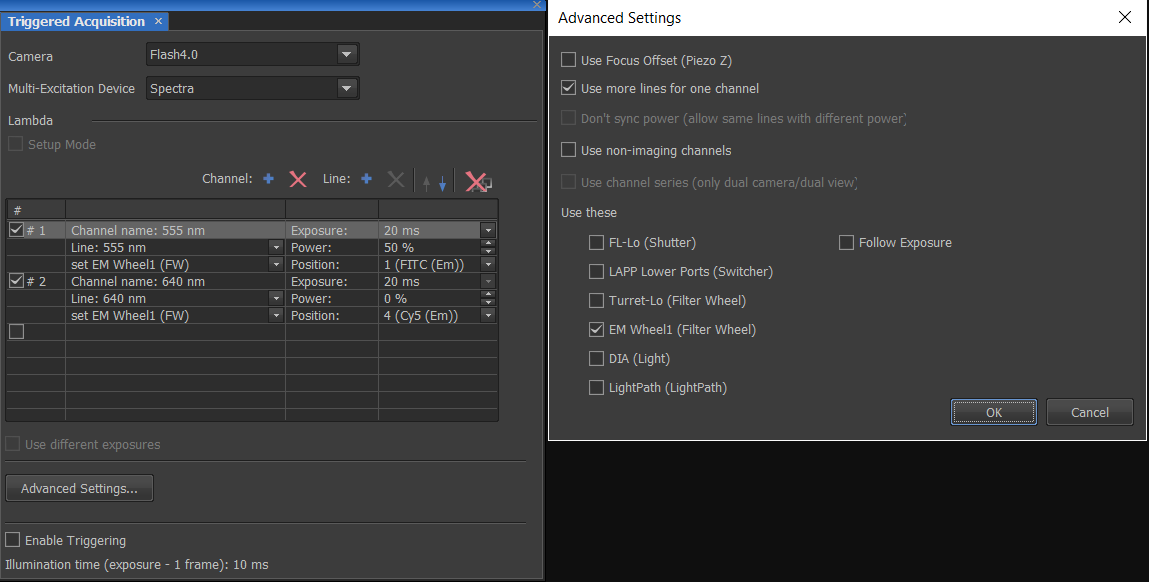 Triggered Acquisition ×
Camera Flash4.0
Multi-Excitation Device Spectra
Lambda
Setup Mode
Channel: Line:
#
# 1 Channel name: 555 nm Exposure: 20 ms
Line: 555 nm Power: 50 %
set EM Wheel1 (FW) Position: 1 (FITC (Em))
# 2 Channel name: 640 nm Exposure: 20 ms
Line: 640 nm Power: 0 %
set EM Wheel1 (FW) Position: 4 (Cy5 (Em))
Use different exposures
Advanced Settings...
Enable Triggering
Illumination time (exposure - 1 frame): 10 ms
Advanced Settings
Use Focus Offset (Piezo Z)
Use more lines for one channel
Don't sync power (allow same lines with different power)
Use non-imaging channels
Use channel series (only dual camera/dual view)
Use these
FL-Lo (Shutter) Follow Exposure
LAPP Lower Ports (Switcher)
Turret-Lo (Filter Wheel)
EM Wheel1 (Filter Wheel)
DIA (Light)
LightPath (LightPath)
OK Cancel